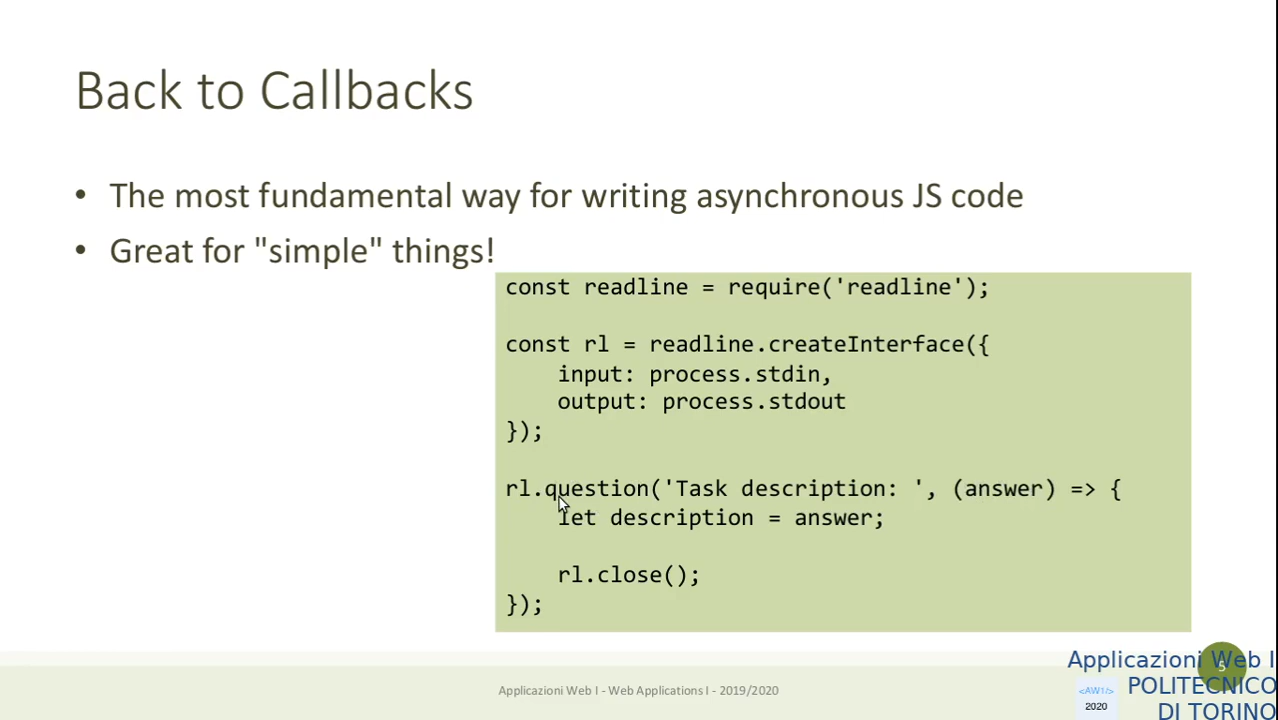 Back to Callbacks
• The most fundamental way for writing asynchronous JS code
• Great for "simple" things!
const readline = require('readline');
const rl = readline.createInterface({
    input: process.stdin,
    output: process.stdout
});
rl.question('Task description: ', (answer) => {
    let description = answer;
    rl.close();
});
Applicazioni Web I - Web Applications I - 2019/2020
5
Applicazioni Web I
POLITECNICO
DI TORINO
<AW1/>
2020